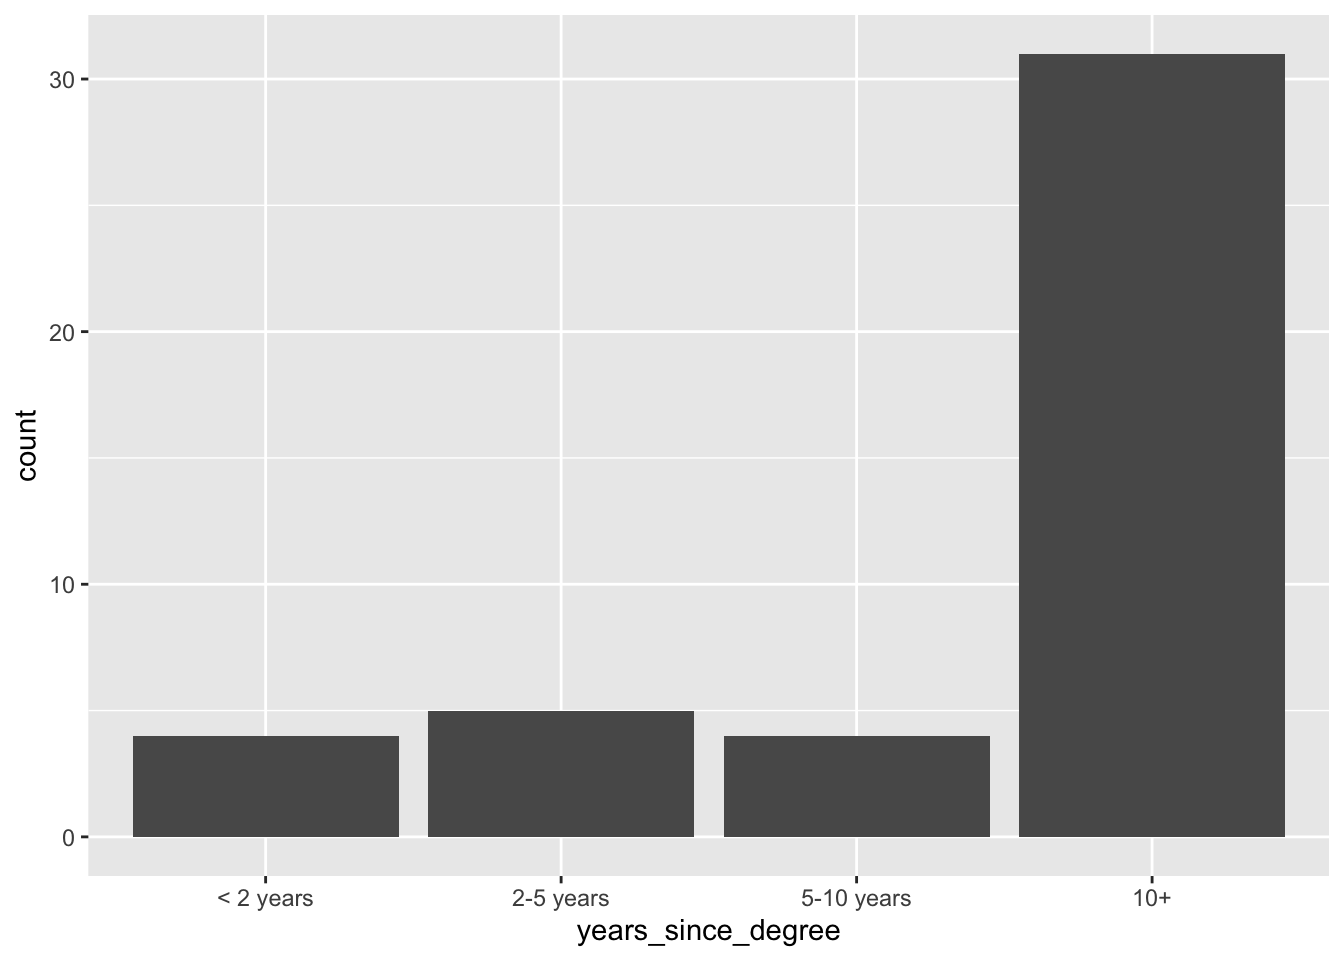 30
20
10
0
count
< 2 years
2-5 years
5-10 years
10+
years_since_degree